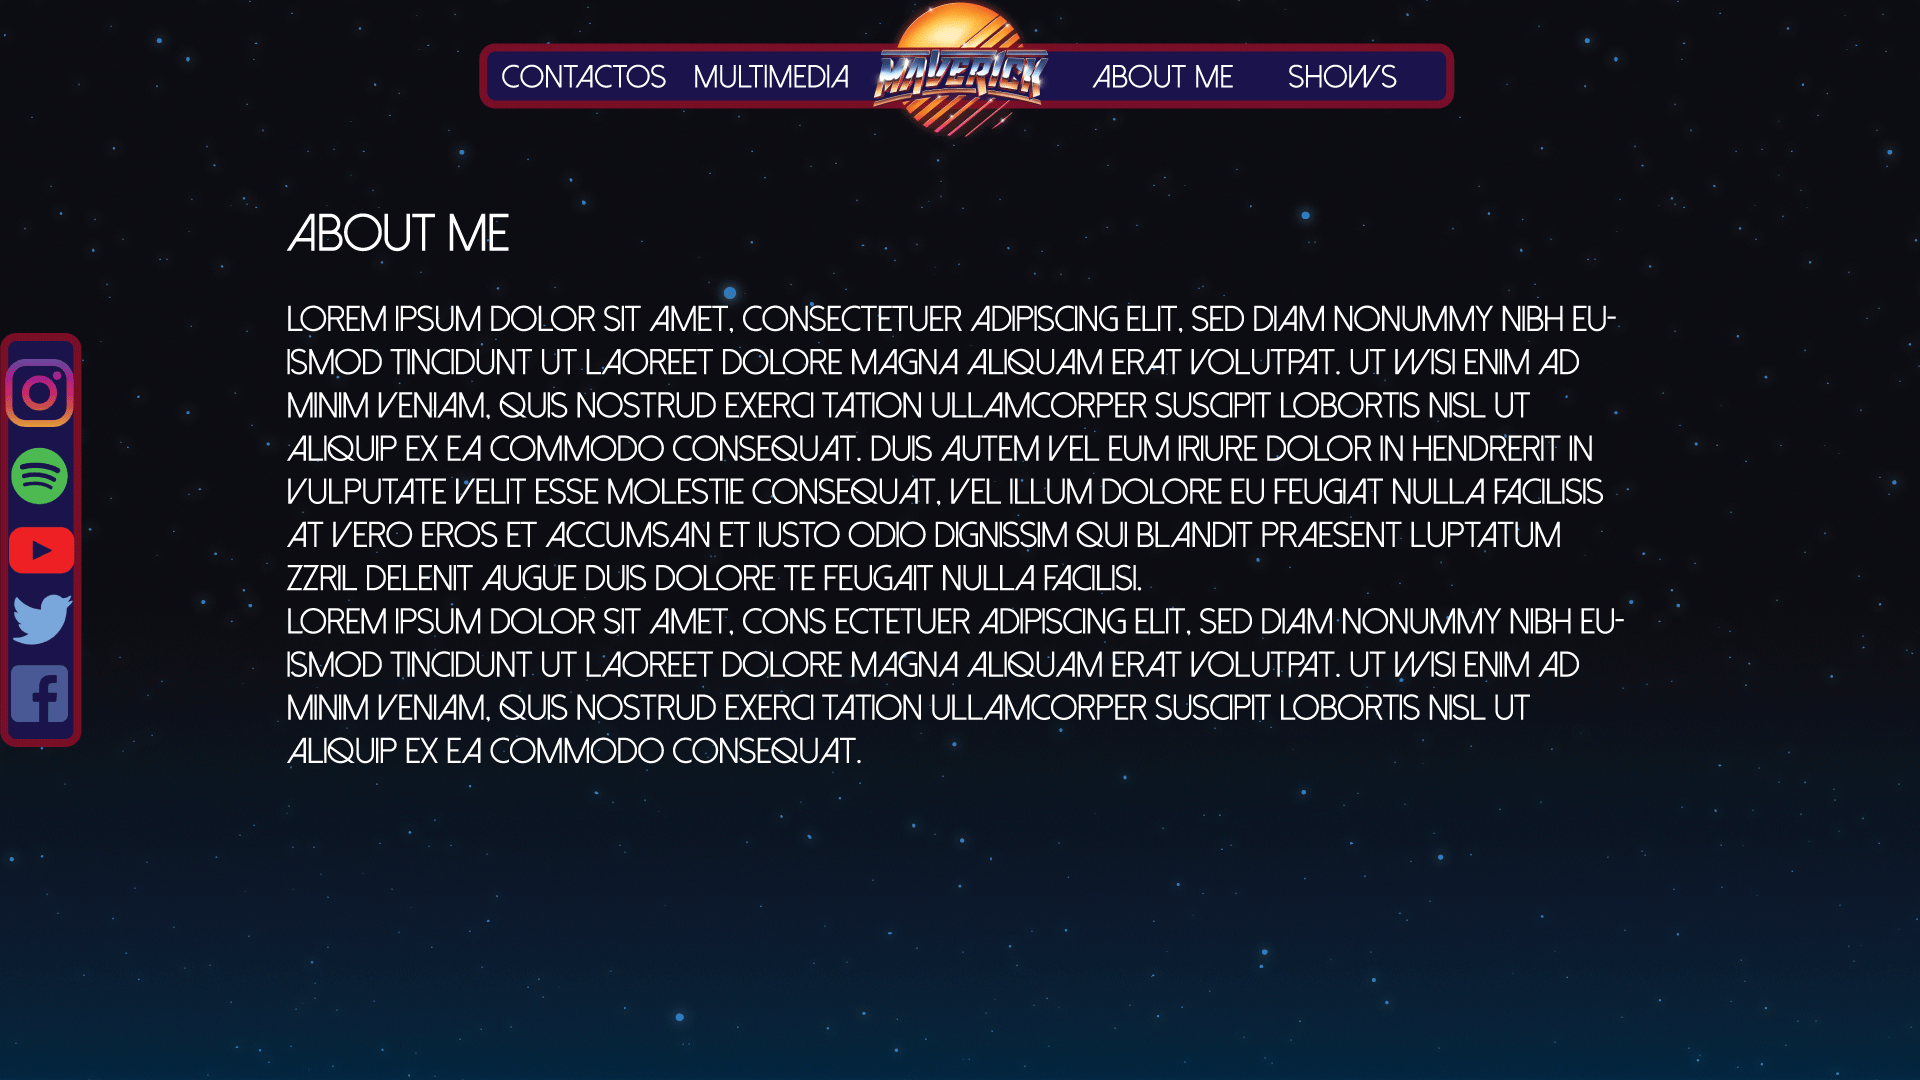 CONTACTOS MULTIMEDIA MAVERICK ABOUT ME SHOWS
ABOUT ME
LOREM IPSUM DOLOR SIT AMET, CONSECTETUER ADIPISCING ELIT, SED DIAM NONUMMY NIBH EU-
ISMOD TINCIDUNT UT LAOREET DOLORE MAGNA ALIQUAM ERAT VOLUTPAT. UT WISI ENIM AD
MINIM VENIAM, QUIS NOSTRUD EXERCI TATION ULLAMCORPER SUSCIPIT LOBORTIS NISL UT
ALIQUIP EX EA COMMODO CONSEQUAT. DUIS AUTEM VEL EUM IRIURE DOLOR IN HENDRERIT IN
VULPUTATE VELIT ESSE MOLESTIE CONSEQUAT, VEL ILLUM DOLORE EU FEUGIAT NULLA FACILISIS
AT VERO EROS ET ACCUMSAN ET IUSTO ODIO DIGNISSIM QUI BLANDIT PRAESENT LUPTATUM
ZZRIL DELENIT AUGUE DUIS DOLORE TE FEUGAIT NULLA FACILISI.
LOREM IPSUM DOLOR SIT AMET, CONS ECTETUER ADIPISCING ELIT, SED DIAM NONUMMY NIBH EU-
ISMOD TINCIDUNT UT LAOREET DOLORE MAGNA ALIQUAM ERAT VOLUTPAT. UT WISI ENIM AD
MINIM VENIAM, QUIS NOSTRUD EXERCI TATION ULLAMCORPER SUSCIPIT LOBORTIS NISL UT
ALIQUIP EX EA COMMODO CONSEQUAT.